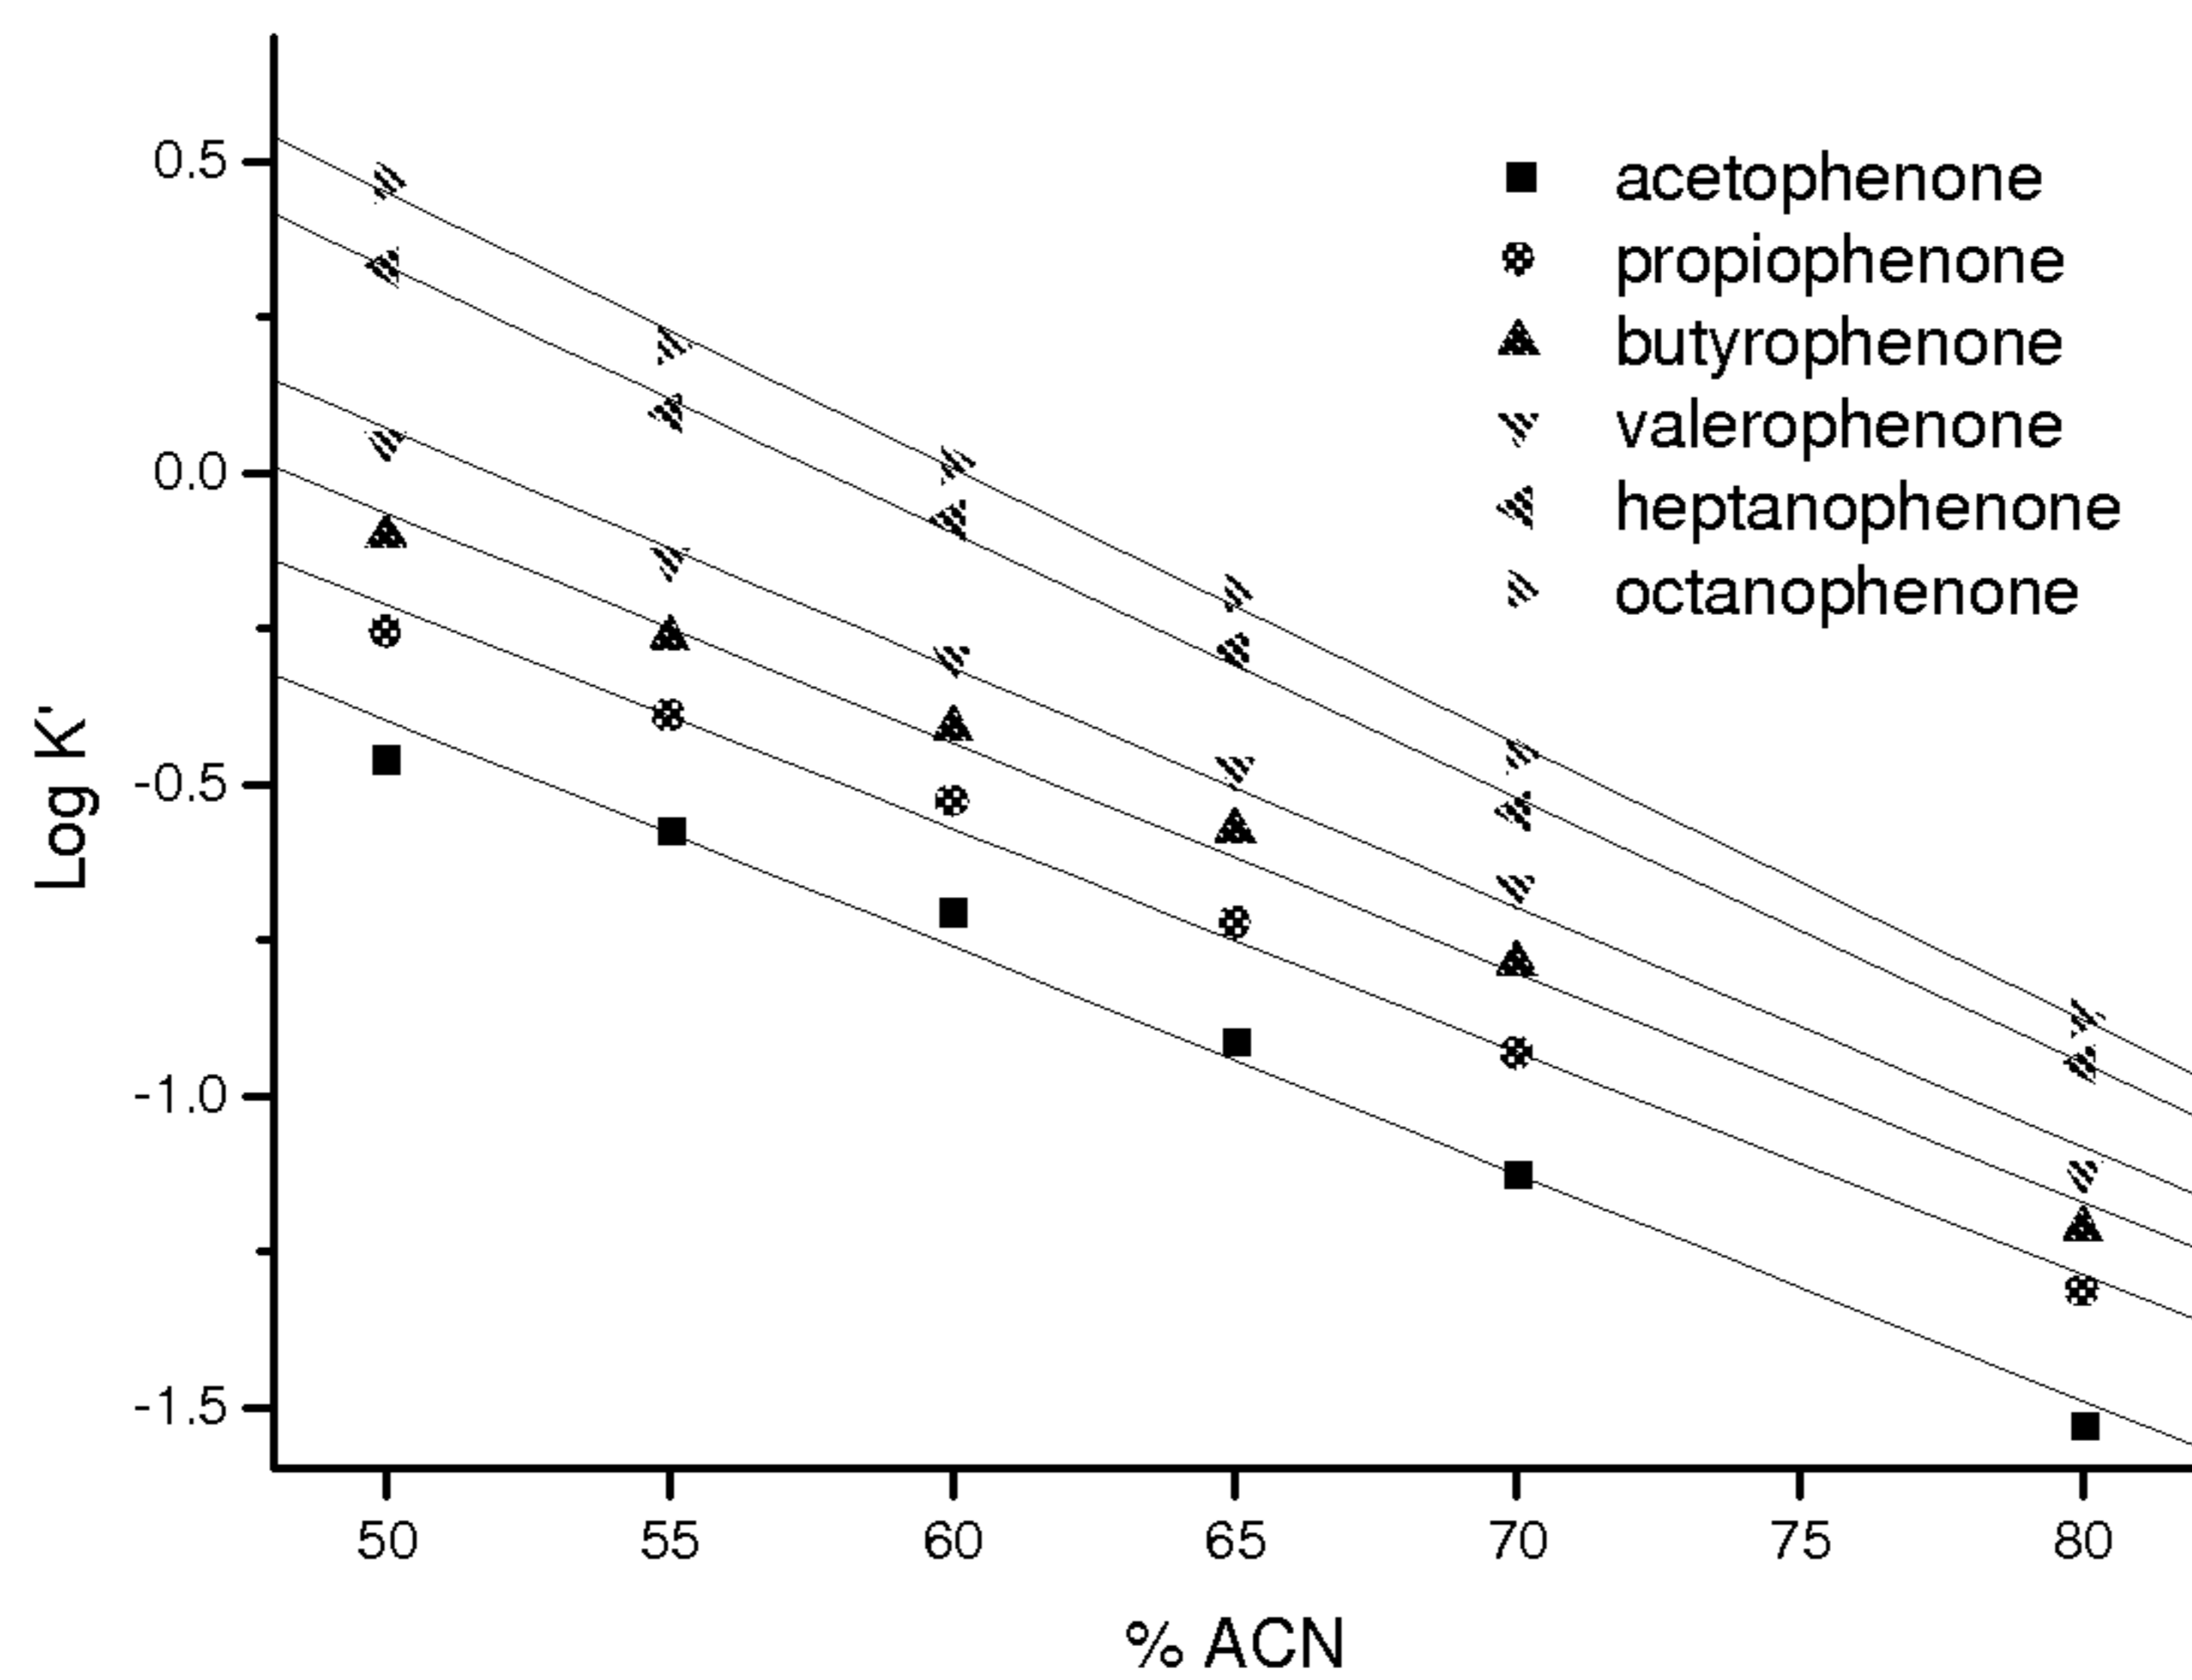 0.5
0.0
-0.5
-1.0
-1.5
Log K'
acetophenone
propiophenone
butyrophenone
valerophenone
heptanophenone
octanophenone
50 55 60 65 70 75 80
% ACN